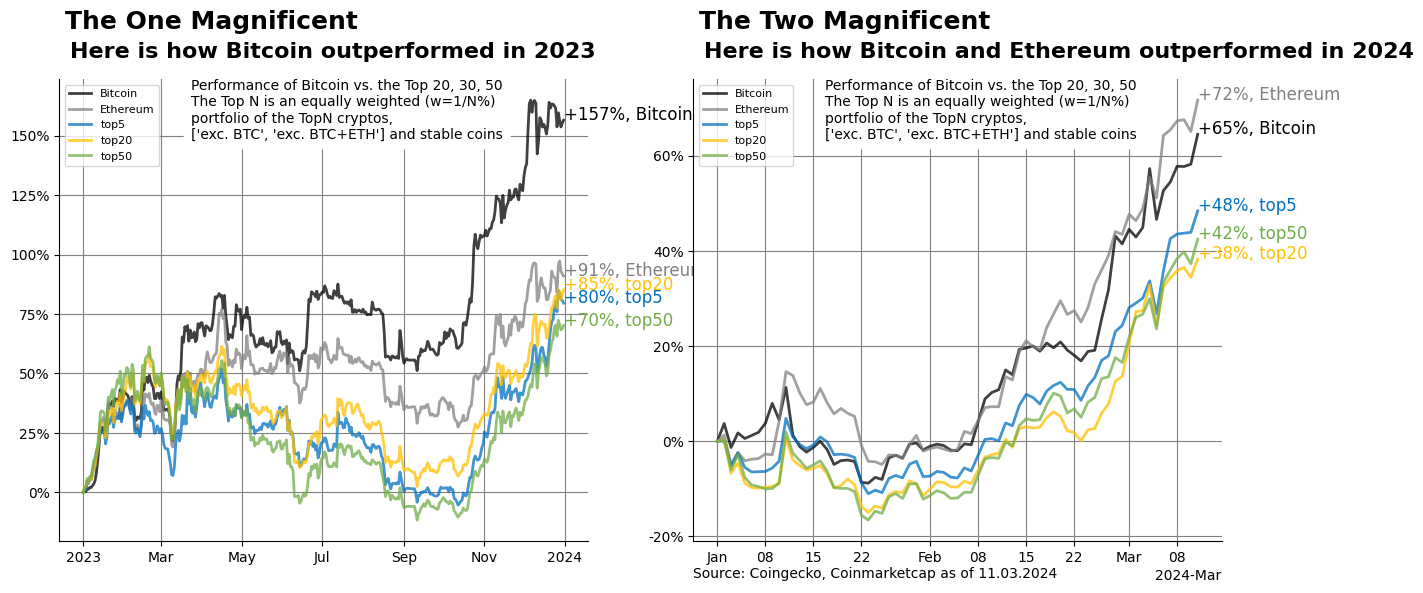 The One Magnificent
Here is how Bitcoin outperformed in 2023
Performance of Bitcoin vs. the Top 20, 30, 50
The Top N is an equally weighted (w=1/N%)
portfolio of the TopN cryptos,
['exc. BTC', 'exc. BTC+ETH'] and stable coins
Bitcoin
Ethereum
top5
top20
top50
150%
125%
100%
75%
50%
25%
0%
+157%, Bitcoin
+91%, Ethereum
+85%, top20
+80%, top5
+70%, top50
2023
Mar
May
Jul
Sep
Nov
2024
The Two Magnificent
Here is how Bitcoin and Ethereum outperformed in 2024
Performance of Bitcoin vs. the Top 20, 30, 50
The Top N is an equally weighted (w=1/N%)
portfolio of the TopN cryptos,
['exc. BTC', 'exc. BTC+ETH'] and stable coins
Bitcoin
Ethereum
top5
top20
top50
60%
40%
20%
0%
-20%
+72%, Ethereum
+65%, Bitcoin
+48%, top5
+42%, top50
+38%, top20
Jan
08
15
22
Feb
08
15
22
Mar
08
2024-Mar
Source: Coingecko, Coinmarketcap as of 11.03.2024